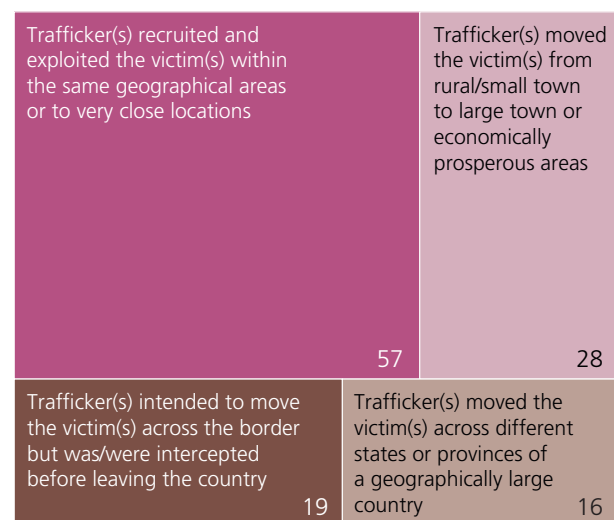 Trafficker(s) recruited and
exploited the victim(s) within
the same geographical areas
or to very close locations
57
Trafficker(s) moved
the victim(s) from
rural/small town
to large town or
economically
prosperous areas
28
Trafficker(s) intended to move
the victim(s) across the border
but was/were intercepted
before leaving the country
19
Trafficker(s) moved the
victim(s) across different
states or provinces of
a geographically large
country
16